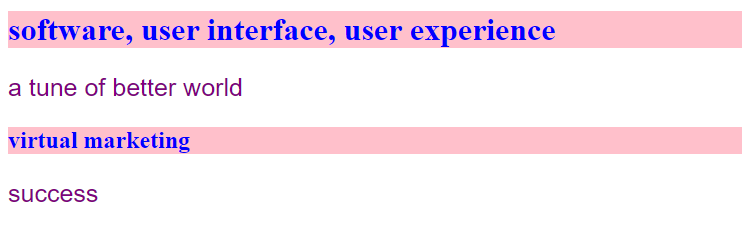 software, user interface, user experience
a tune of better world
virtual marketing
success